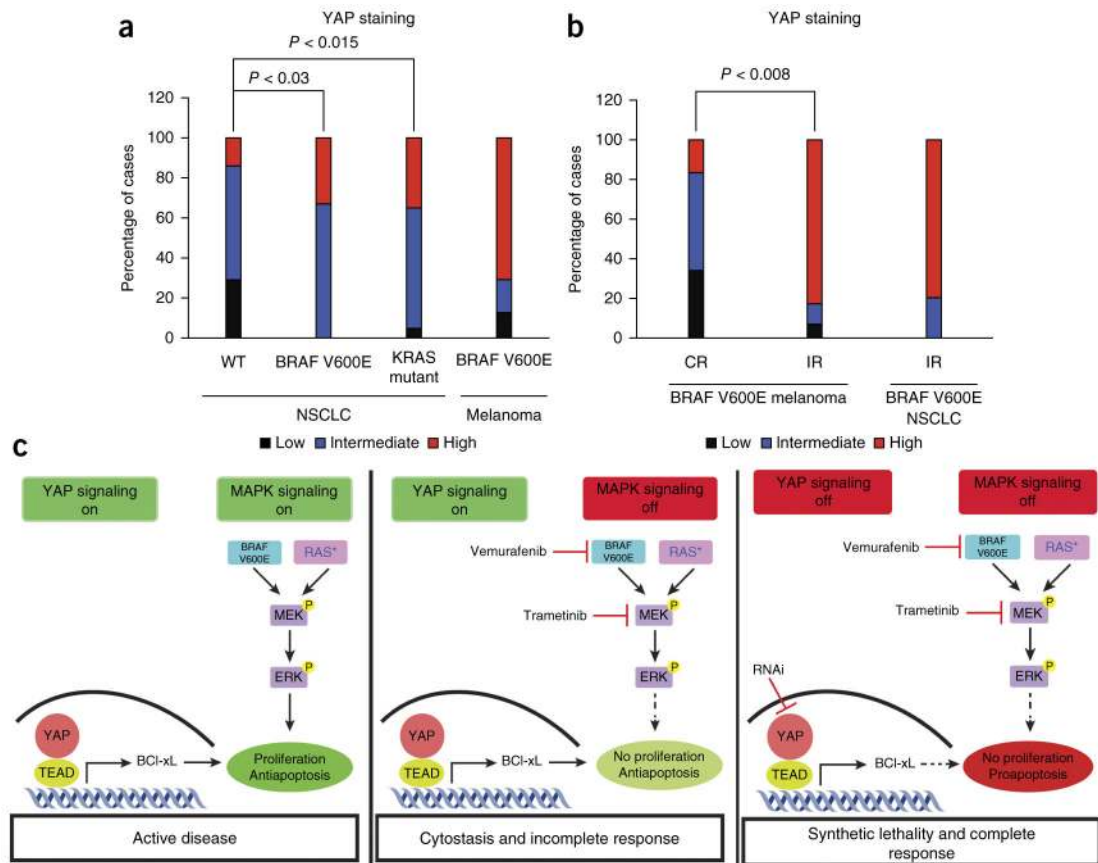 a
YAP staining
P < 0.015
P < 0.03
Percentage of cases
120
100
80
60
40
20
0
WT
BRAF V600E
KRAS
mutant
BRAF V600E
NSCLC
Melanoma
Low Intermediate High
b
YAP staining
P < 0.008
Percentage of cases
120
100
80
60
40
20
0
CR
IR
IR
BRAF V600E melanoma
BRAF V600E
NSCLC
Low Intermediate High
c
YAP signaling
on
MAPK signaling
on
BRAF
V600E
RAS*
MEK
P
ERK
P
YAP
TEAD
BCl-xL
Proliferation
Antiapoptosis
Active disease
YAP signaling
on
MAPK signaling
off
Vemurafenib
BRAF
V600E
RAS*
Trametinib
MEK
P
ERK
P
YAP
TEAD
BCl-xL
No proliferation
Antiapoptosis
Cytostasis and incomplete response
YAP signaling
off
MAPK signaling
off
Vemurafenib
BRAF
V600E
RAS*
Trametinib
MEK
P
ERK
P
RNAi
YAP
TEAD
BCl-xL
No proliferation
Proapoptosis
Synthetic lethality and complete
response